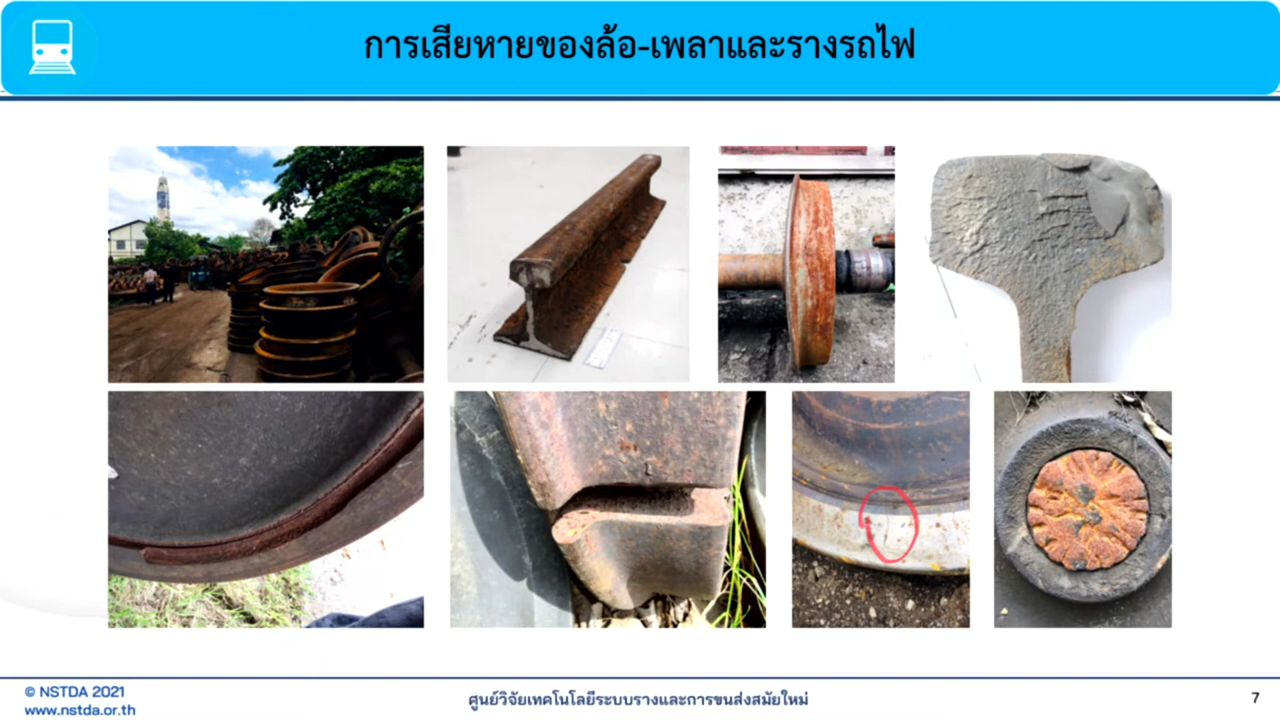 การเสียหายของล้อ-เพลาและรางรถไฟ
© NSTDA 2021
www.nstda.or.th
ศูนย์วิจัยเทคโนโลยีระบบรางและการขนส่งสมัยใหม่
7